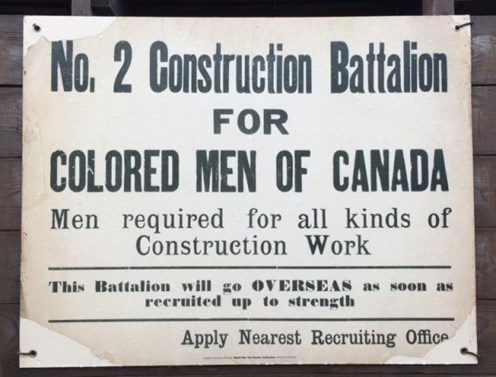 No. 2 Construction Battalion
FOR
COLORED MEN OF CANADA
Men required for all kinds of
Construction Work
This Battalion will go OVERSEAS as soon as
recruited up to strength
Apply Nearest Recruiting Office